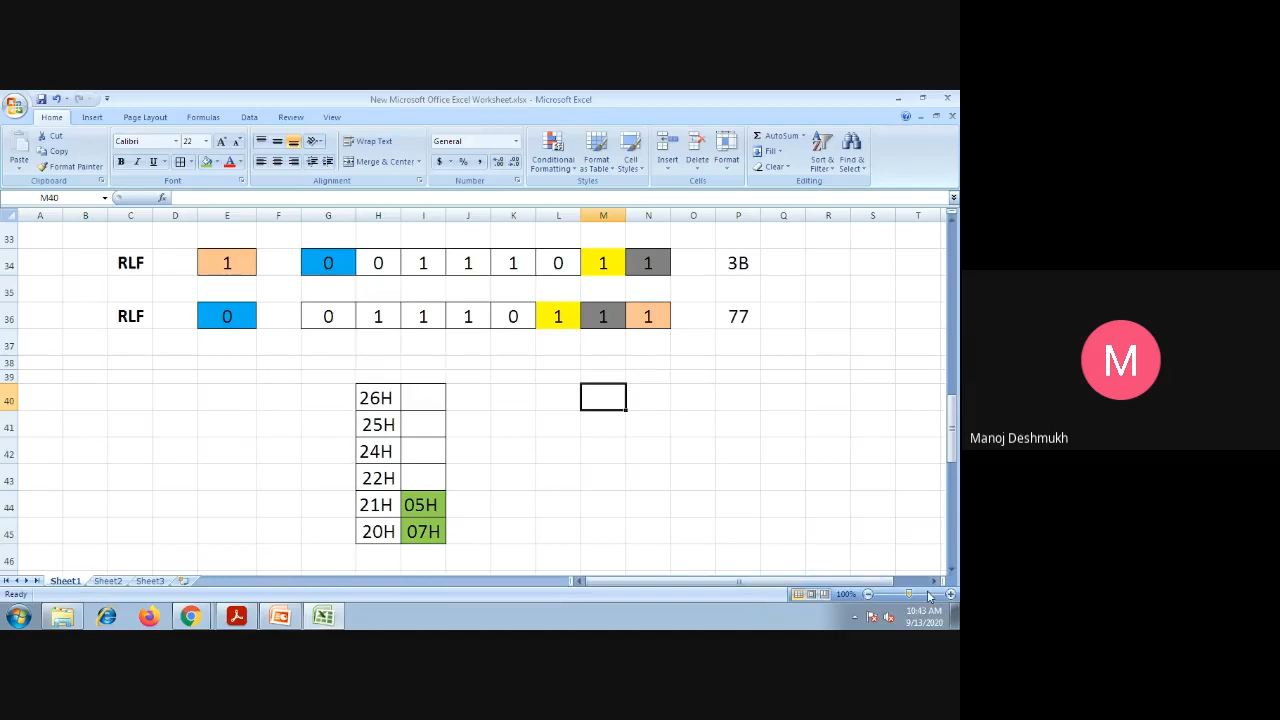 New Microsoft Office Excel Worksheet.xlsx - Microsoft Excel
Home Insert Page Layout Formulas Data Review View
Paste Cut Copy Format Painter Clipboard
Calibri 22 A A B I U A Font
Wrap Text Merge & Center Alignment
General $ % , Number
Conditional Formatting Format as Table Cell Styles Styles
Insert Delete Format Cells
Σ AutoSum Fill Clear Sort & Filter Find & Select Editing
M40 fx
A B C D E F G H I J K L M N O P Q R S T
33
34 RLF 1 0 0 1 1 1 0 1 1 3B
35
36 RLF 0 0 1 1 1 0 1 1 1 77
37
38
39
40 26H
41 25H
42 24H
43 22H
44 21H 05H
45 20H 07H
46
Sheet1 Sheet2 Sheet3
Ready 100%
10:43 AM
9/13/2020
M
Manoj Deshmukh